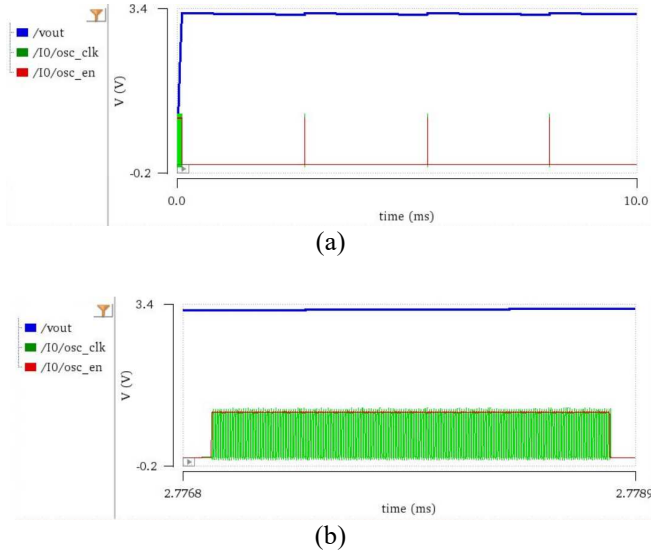 /vout
/I0/osc_clk
/I0/osc_en
V (V)
3.4
-0.2
0.0
10.0
time (ms)
(a)
/vout
/I0/osc_clk
/I0/osc_en
V (V)
3.4
-0.2
2.7768
2.7789
time (ms)
(b)